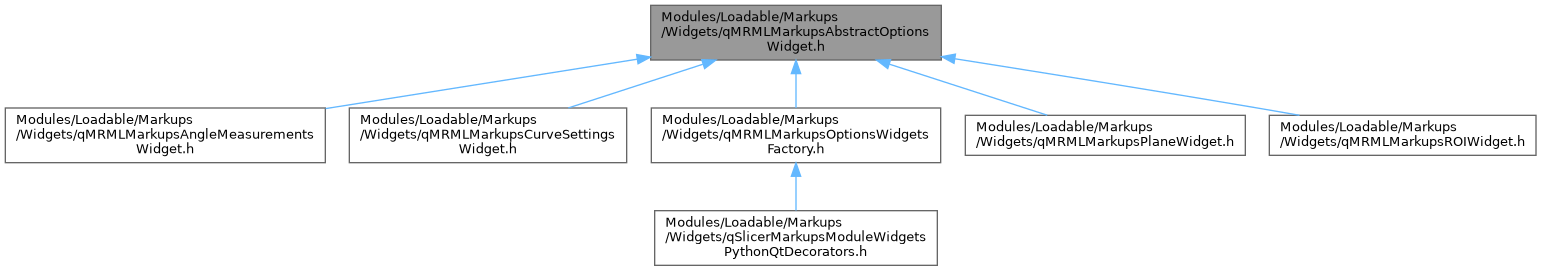 Modules/Loadable/Markups
/Widgets/qMRMLMarkupsAbstractOptions
Widget.h
Modules/Loadable/Markups
/Widgets/qMRMLMarkupsAngleMeasurements
Widget.h
Modules/Loadable/Markups
/Widgets/qMRMLMarkupsCurveSettings
Widget.h
Modules/Loadable/Markups
/Widgets/qMRMLMarkupsOptionsWidgets
Factory.h
Modules/Loadable/Markups
/Widgets/qMRMLMarkupsPlaneWidget.h
Modules/Loadable/Markups
/Widgets/qMRMLMarkupsROIWidget.h
Modules/Loadable/Markups
/Widgets/qSlicerMarkupsModuleWidgets
PythonQtDecorators.h